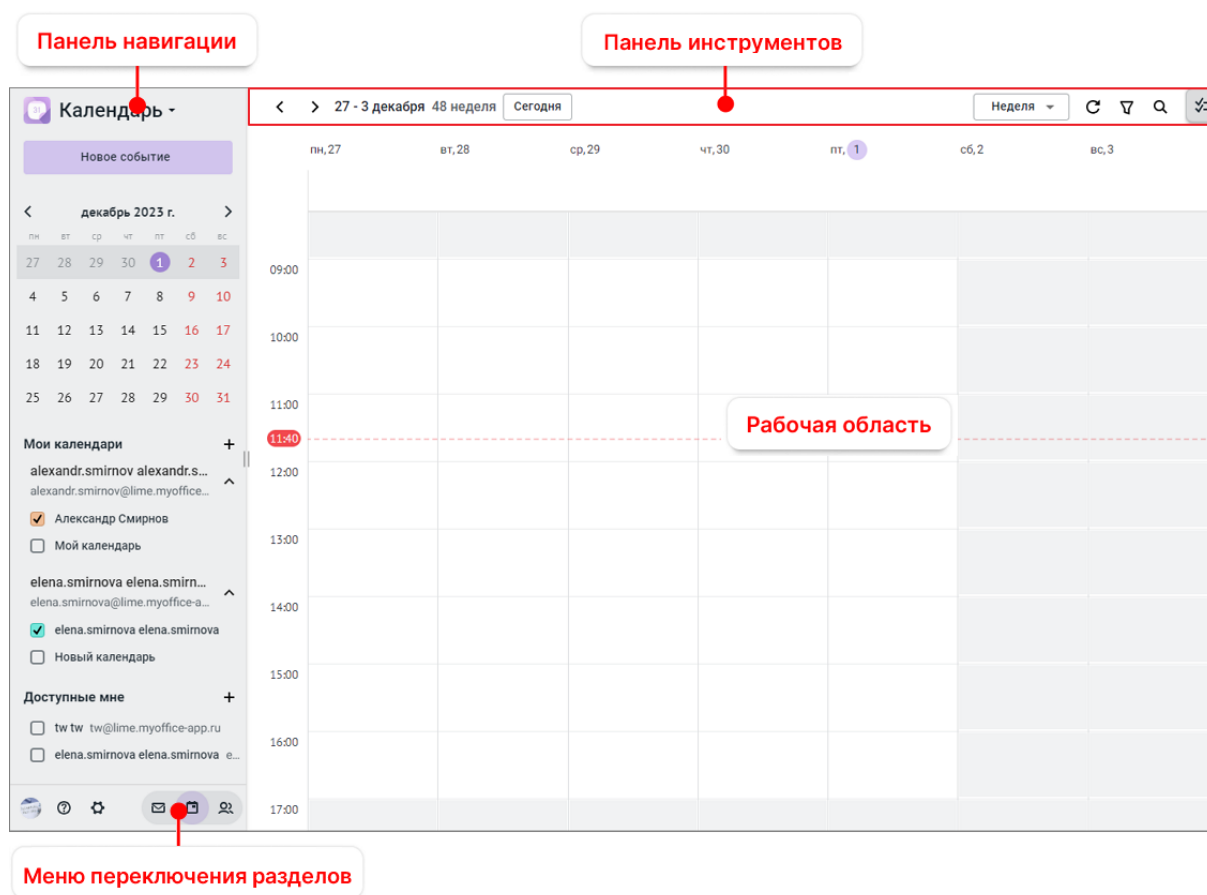 Панель навигации
Панель инструментов
Календарь
27 - 3 декабря 48 неделя Сегодня
Неделя
Новое событие
пн, 27 вт, 28 ср, 29 чт, 30 пт, 1 сб, 2 вс, 3
декабрь 2023 г.
пн вт ср чт пт сб вс
27 28 29 30 1 2 3
4 5 6 7 8 9 10
11 12 13 14 15 16 17
18 19 20 21 22 23 24
25 26 27 28 29 30 31
Мои календари
alexandr.smirnov alexandr.s...
alexandr.smirnov@lime.myoffice...
Александр Смирнов
Мой календарь
elena.smirnova elena.smirn...
elena.smirnova@lime.myoffice-a...
elena.smirnova elena.smirnova
Новый календарь
Доступные мне
tw tw tw@lime.myoffice-app.ru
elena.smirnova elena.smirnova e...
09:00
10:00
11:00
11:40
12:00
13:00
14:00
15:00
16:00
17:00
Рабочая область
Меню переключения разделов